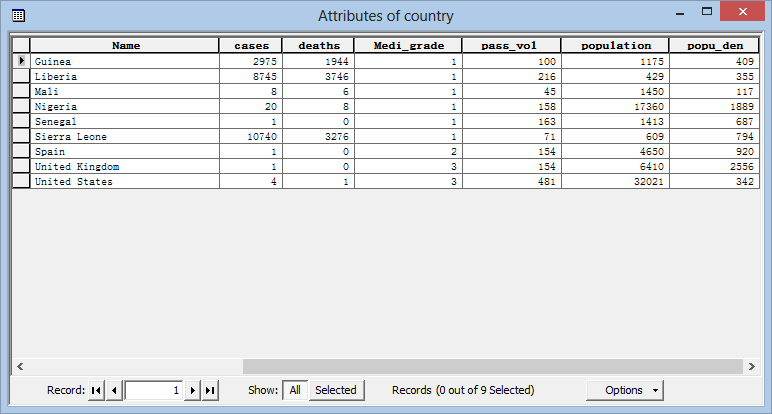 Attributes of country
Name cases deaths Medi_grade pass_vol population popu_den
Guinea 2975 1944 1 100 1175 409
Liberia 8745 3746 1 216 429 355
Mali 8 6 1 45 1450 117
Nigeria 20 8 1 158 17360 1889
Senegal 1 0 1 163 1413 687
Sierra Leone 10740 3276 1 71 609 794
Spain 1 0 2 154 4650 920
United Kingdom 1 0 3 154 6410 2556
United States 4 1 3 481 32021 342
Record: 1 Show: All Selected Records (0 out of 9 Selected) Options